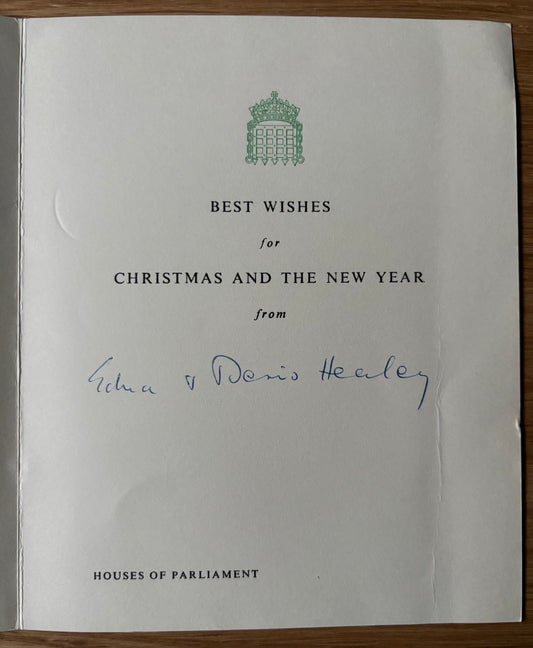 BEST WISHES
for
CHRISTMAS AND THE NEW YEAR
from
Edna & Denis Healey
HOUSES OF PARLIAMENT